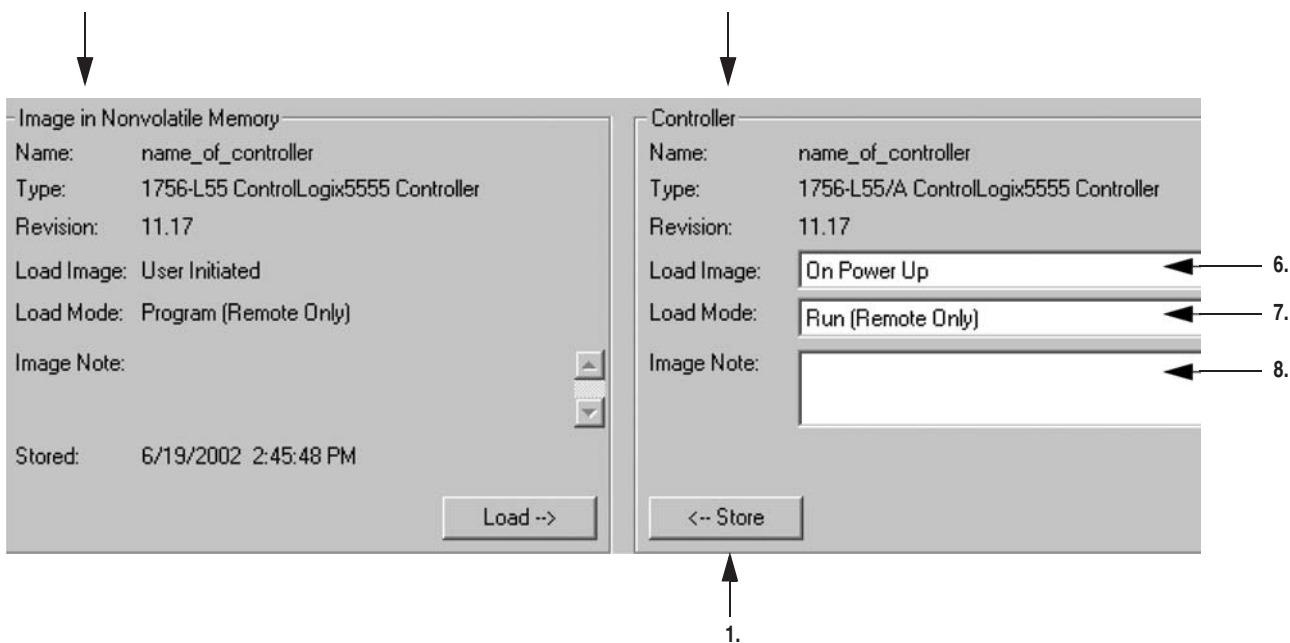 Image in Nonvolatile Memory
Name: name_of_controller
Type: 1756-L55 ControlLogix5555 Controller
Revision: 11.17
Load Image: User Initiated
Load Mode: Program (Remote Only)
Image Note:
Stored: 6/19/2002 2:45:48 PM
Load -->
Controller
Name: name_of_controller
Type: 1756-L55/A ControlLogix5555 Controller
Revision: 11.17
Load Image: On Power Up
6.
Load Mode: Run (Remote Only)
7.
Image Note:
8.
<-- Store
1.